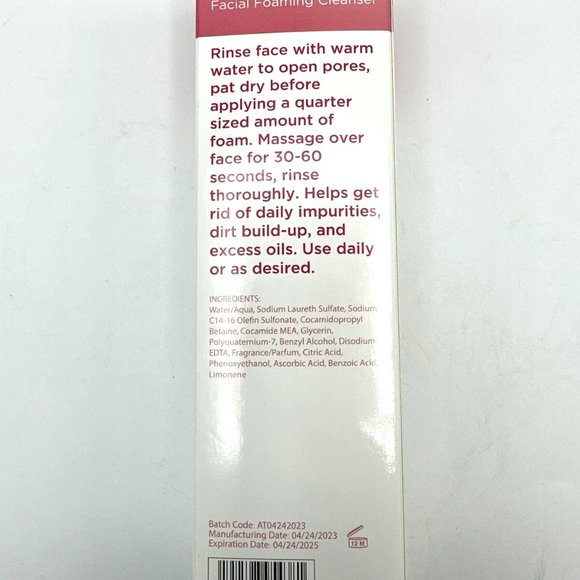 Facial Foaming Cleanser
Rinse face with warm
water to open pores,
pat dry before
applying a quarter
sized amount of
foam. Massage over
face for 30-60
seconds, rinse
thoroughly. Helps get
rid of daily impurities,
dirt build-up, and
excess oils. Use daily
or as desired.
INGREDIENTS:
Water/Aqua, Sodium Laureth Sulfate, Sodium
C14-16 Olefin Sulfonate, Cocamidopropyl
Betaine, Cocamide MEA, Glycerin,
Polyquaternium-7, Benzyl Alcohol, Disodium
EDTA, Fragrance/Parfum, Citric Acid,
Phenoxyethanol, Ascorbic Acid, Benzoic Acid,
Limonene
Batch Code: AT04242023
Manufacturing Date: 04/24/2023
Expiration Date: 04/24/2025
12 M